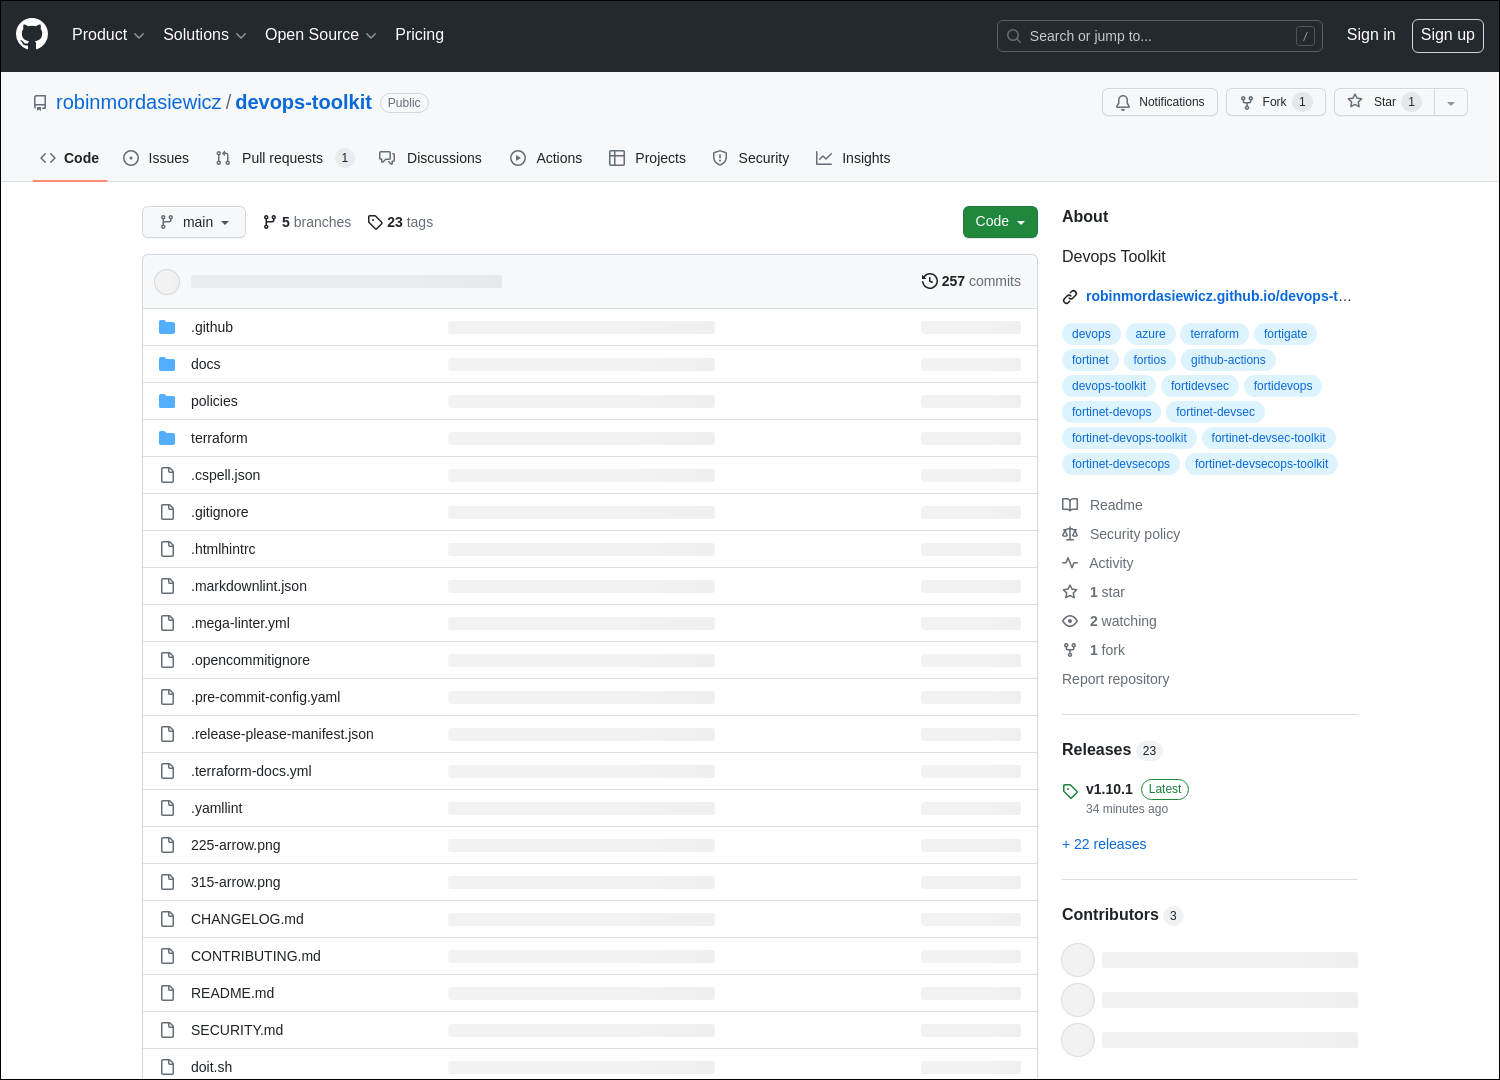 Product Solutions Open Source Pricing Search or jump to... / Sign in Sign up
robinmordasiewicz / devops-toolkit Public Notifications Fork 1 Star 1
Code Issues Pull requests 1 Discussions Actions Projects Security Insights
main 5 branches 23 tags Code
257 commits
.github
docs
policies
terraform
.cspell.json
.gitignore
.htmlhintrc
.markdownlint.json
.mega-linter.yml
.opencommitignore
.pre-commit-config.yaml
.release-please-manifest.json
.terraform-docs.yml
.yamllint
225-arrow.png
315-arrow.png
CHANGELOG.md
CONTRIBUTING.md
README.md
SECURITY.md
doit.sh
About
Devops Toolkit
robinmordasiewicz.github.io/devops-t...
devops azure terraform fortigate
fortinet fortios github-actions
devops-toolkit fortidevsec fortidevops
fortinet-devops fortinet-devsec
fortinet-devops-toolkit fortinet-devsec-toolkit
fortinet-devsecops fortinet-devsecops-toolkit
Readme
Security policy
Activity
1 star
2 watching
1 fork
Report repository
Releases 23
v1.10.1 Latest
34 minutes ago
+ 22 releases
Contributors 3